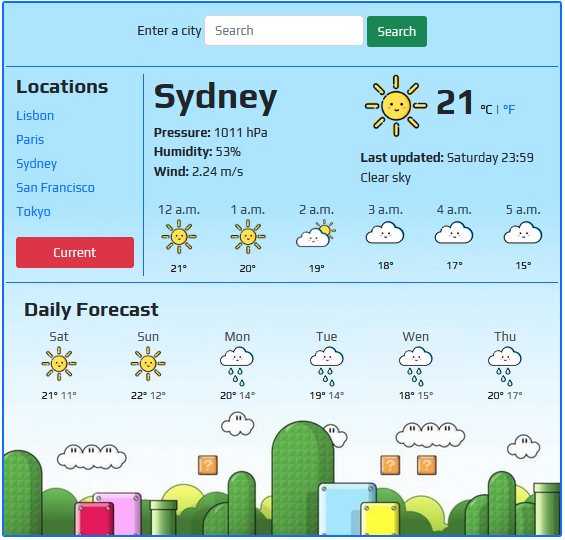 Enter a city Search Search
Locations
Lisbon
Paris
Sydney
San Francisco
Tokyo
Current
Sydney
Pressure: 1011 hPa
Humidity: 53%
Wind: 2.24 m/s
21 °C | °F
Last updated: Saturday 23:59
Clear sky
12 a.m. 1 a.m. 2 a.m. 3 a.m. 4 a.m. 5 a.m.
21° 20° 19° 18° 17° 15°
Daily Forecast
Sat Sun Mon Tue Wen Thu
21° 11° 22° 12° 20° 14° 19° 14° 18° 15° 20° 17°
? ? ?